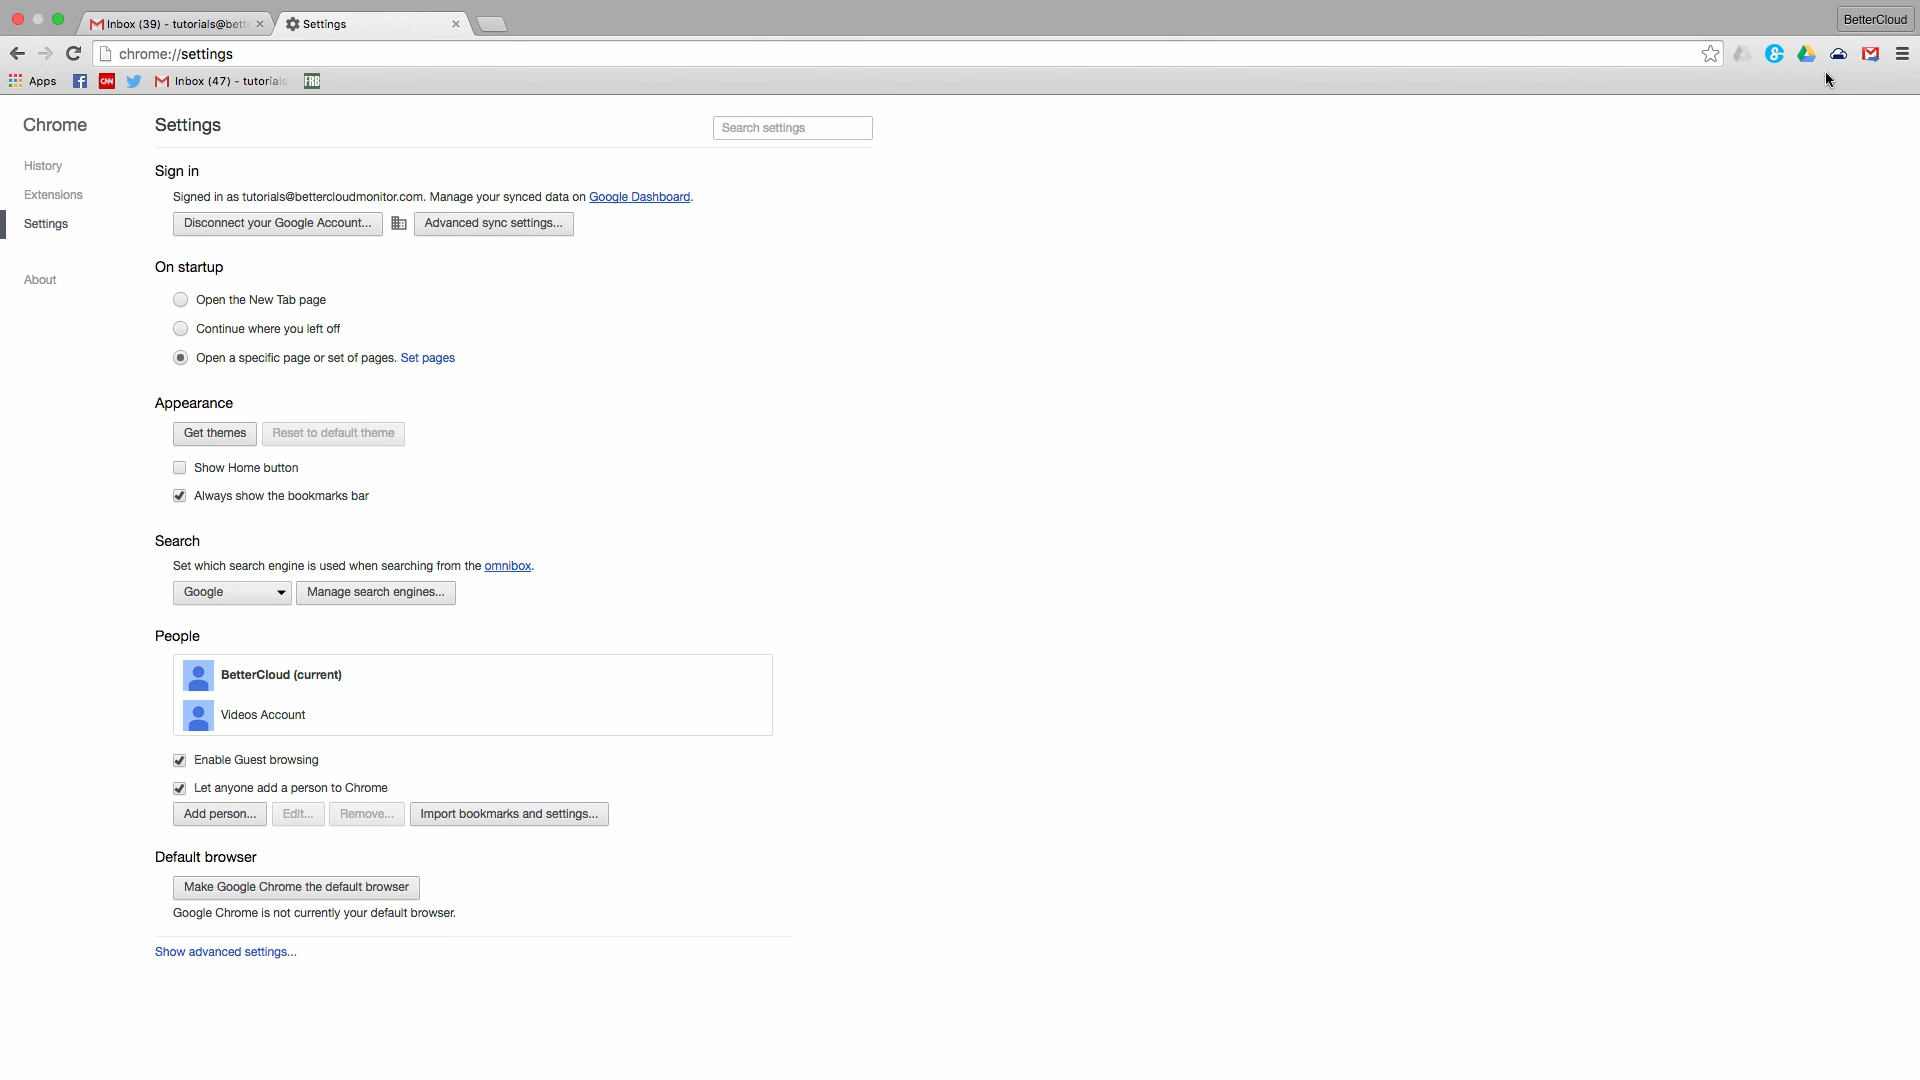 Inbox (39) - tutorials@bett
Settings
BetterCloud
chrome://settings
Apps
CNN
Inbox (47) - tutorials
FRB
Chrome
Settings
Search settings
History
Extensions
Settings
About
Sign in
Signed in as tutorials@bettercloudmonitor.com. Manage your synced data on Google Dashboard.
Disconnect your Google Account...
Advanced sync settings...
On startup
Open the New Tab page
Continue where you left off
Open a specific page or set of pages. Set pages
Appearance
Get themes
Reset to default theme
Show Home button
Always show the bookmarks bar
Search
Set which search engine is used when searching from the omnibox.
Google
Manage search engines...
People
BetterCloud (current)
Videos Account
Enable Guest browsing
Let anyone add a person to Chrome
Add person...
Edit...
Remove...
Import bookmarks and settings...
Default browser
Make Google Chrome the default browser
Google Chrome is not currently your default browser.
Show advanced settings...